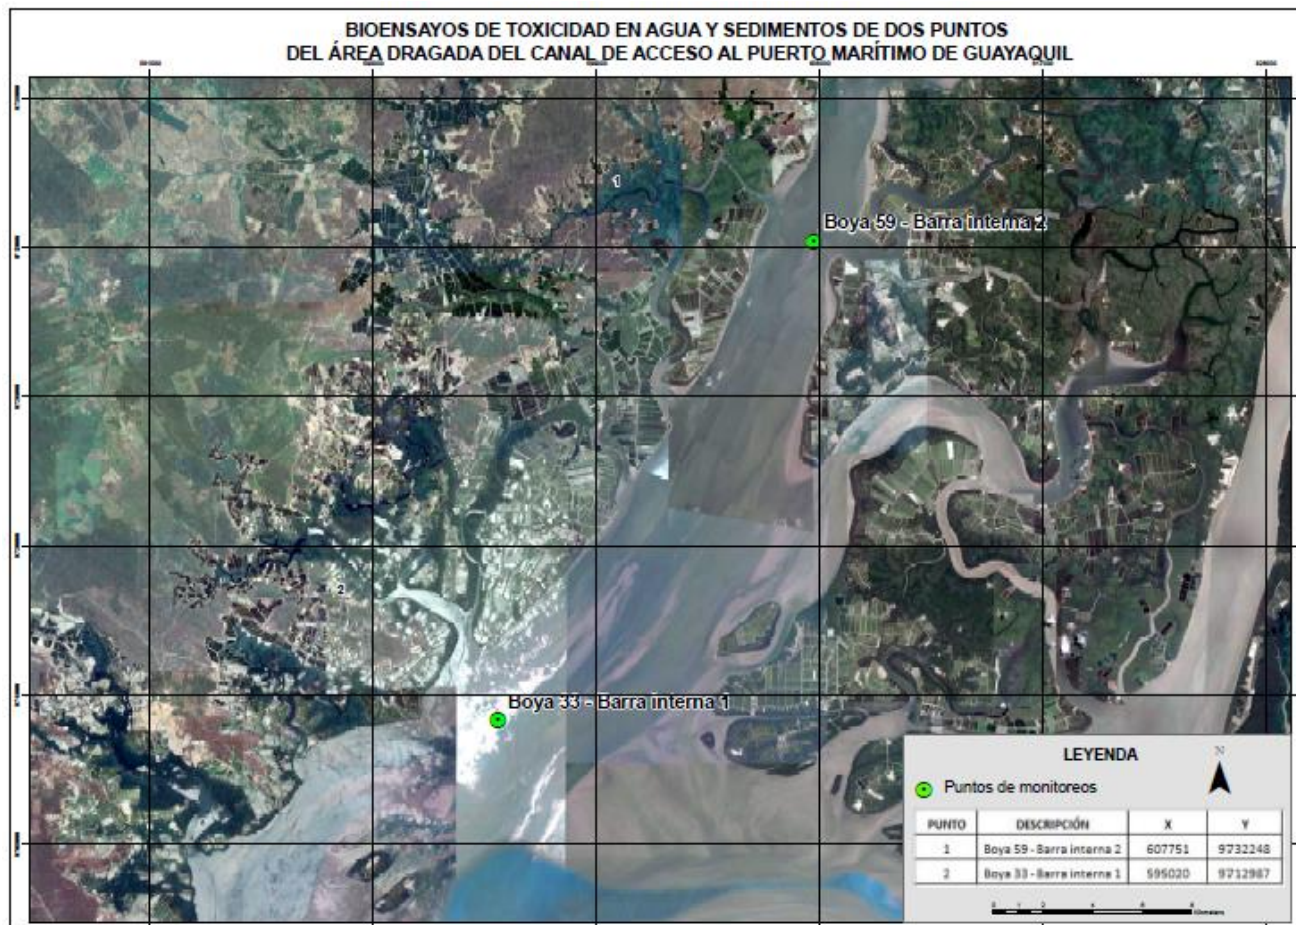 BIOENSAYOS DE TOXICIDAD EN AGUA Y SEDIMENTOS DE DOS PUNTOS
DEL ÁREA DRAGADA DEL CANAL DE ACCESO AL PUERTO MARÍTIMO DE GUAYAQUIL
1
Boya 59 - Barra interna 2
2
Boya 33 - Barra interna 1
LEYENDA
N
Puntos de monitoreos
PUNTO DESCRIPCIÓN X Y
1 Boya 59 - Barra interna 2 607751 9732248
2 Boya 33 - Barra interna 1 595020 9712987